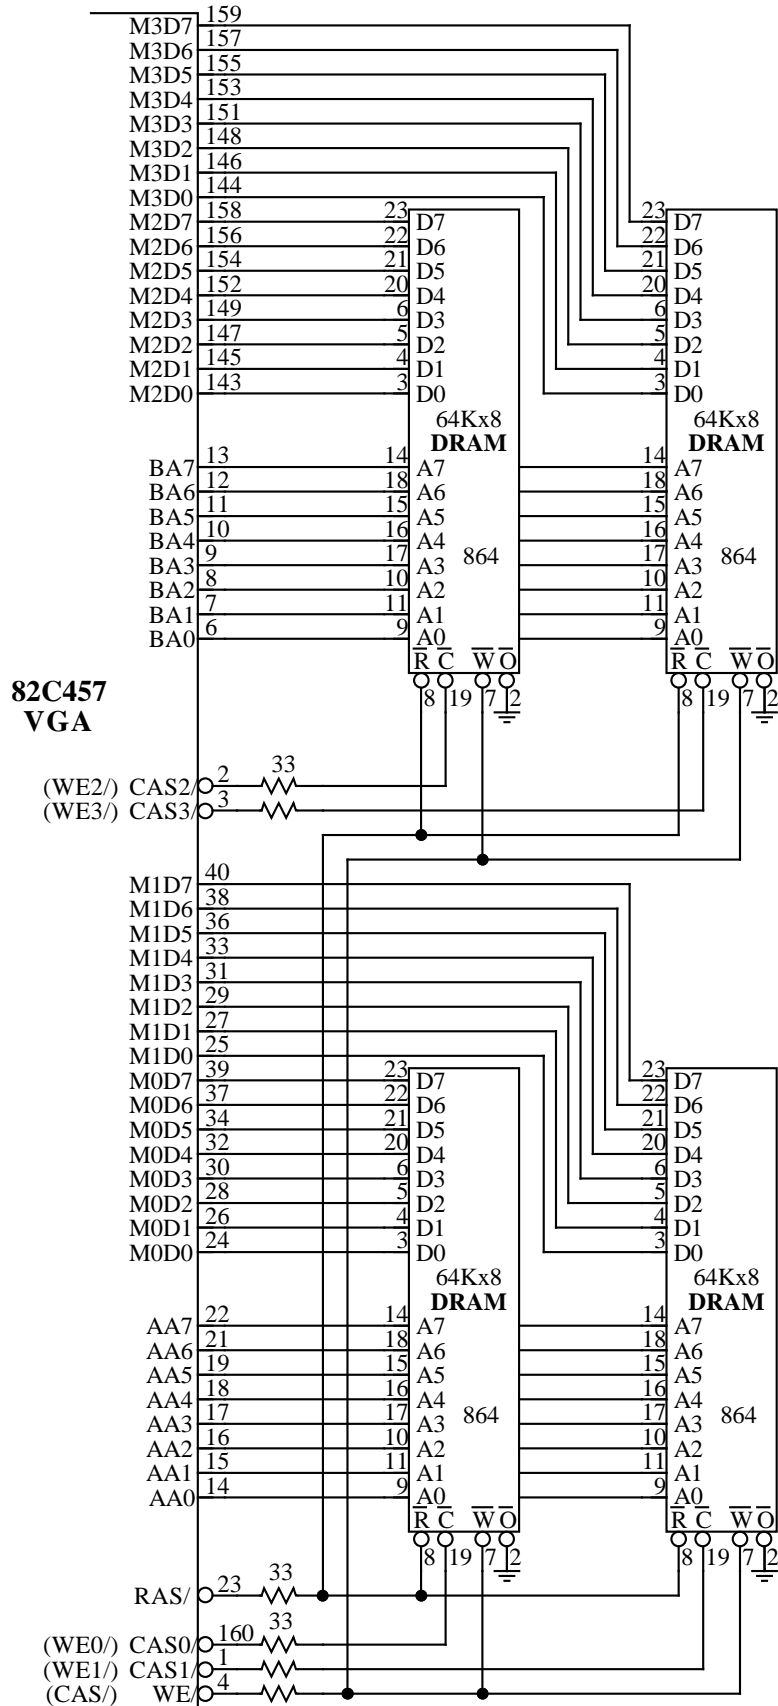 M3D7 159
M3D6 157
M3D5 155
M3D4 153
M3D3 151
M3D2 148
M3D1 146
M3D0 144
M2D7 158 23 D7 23 D7
M2D6 156 22 D6 22 D6
M2D5 154 21 D5 21 D5
M2D4 152 20 D4 20 D4
M2D3 149 6 D3 6 D3
M2D2 147 5 D2 5 D2
M2D1 145 4 D1 4 D1
M2D0 143 3 D0 3 D0
64Kx8 64Kx8
DRAM DRAM
BA7 13 14 A7 14 A7
BA6 12 18 A6 18 A6
BA5 11 15 A5 15 A5
BA4 10 16 A4 16 A4
BA3 9 17 A3 864 17 A3 864
BA2 8 10 A2 10 A2
BA1 7 11 A1 11 A1
BA0 6 9 A0 9 A0
R C W O R C W O
8 19 7 2 8 19 7 2
82C457
VGA
33
(WE2/) CAS2/ 2
(WE3/) CAS3/ 3
M1D7 40
M1D6 38
M1D5 36
M1D4 33
M1D3 31
M1D2 29
M1D1 27
M1D0 25
M0D7 39 23 D7 23 D7
M0D6 37 22 D6 22 D6
M0D5 34 21 D5 21 D5
M0D4 32 20 D4 20 D4
M0D3 30 6 D3 6 D3
M0D2 28 5 D2 5 D2
M0D1 26 4 D1 4 D1
M0D0 24 3 D0 3 D0
64Kx8 64Kx8
DRAM DRAM
AA7 22 14 A7 14 A7
AA6 21 18 A6 18 A6
AA5 19 15 A5 15 A5
AA4 18 16 A4 16 A4
AA3 17 17 A3 864 17 A3 864
AA2 16 10 A2 10 A2
AA1 15 11 A1 11 A1
AA0 14 9 A0 9 A0
R C W O R C W O
8 19 7 2 8 19 7 2
RAS/ 23 33
33
(WE0/) CAS0/ 160
(WE1/) CAS1/ 1
(CAS/) WE/ 4